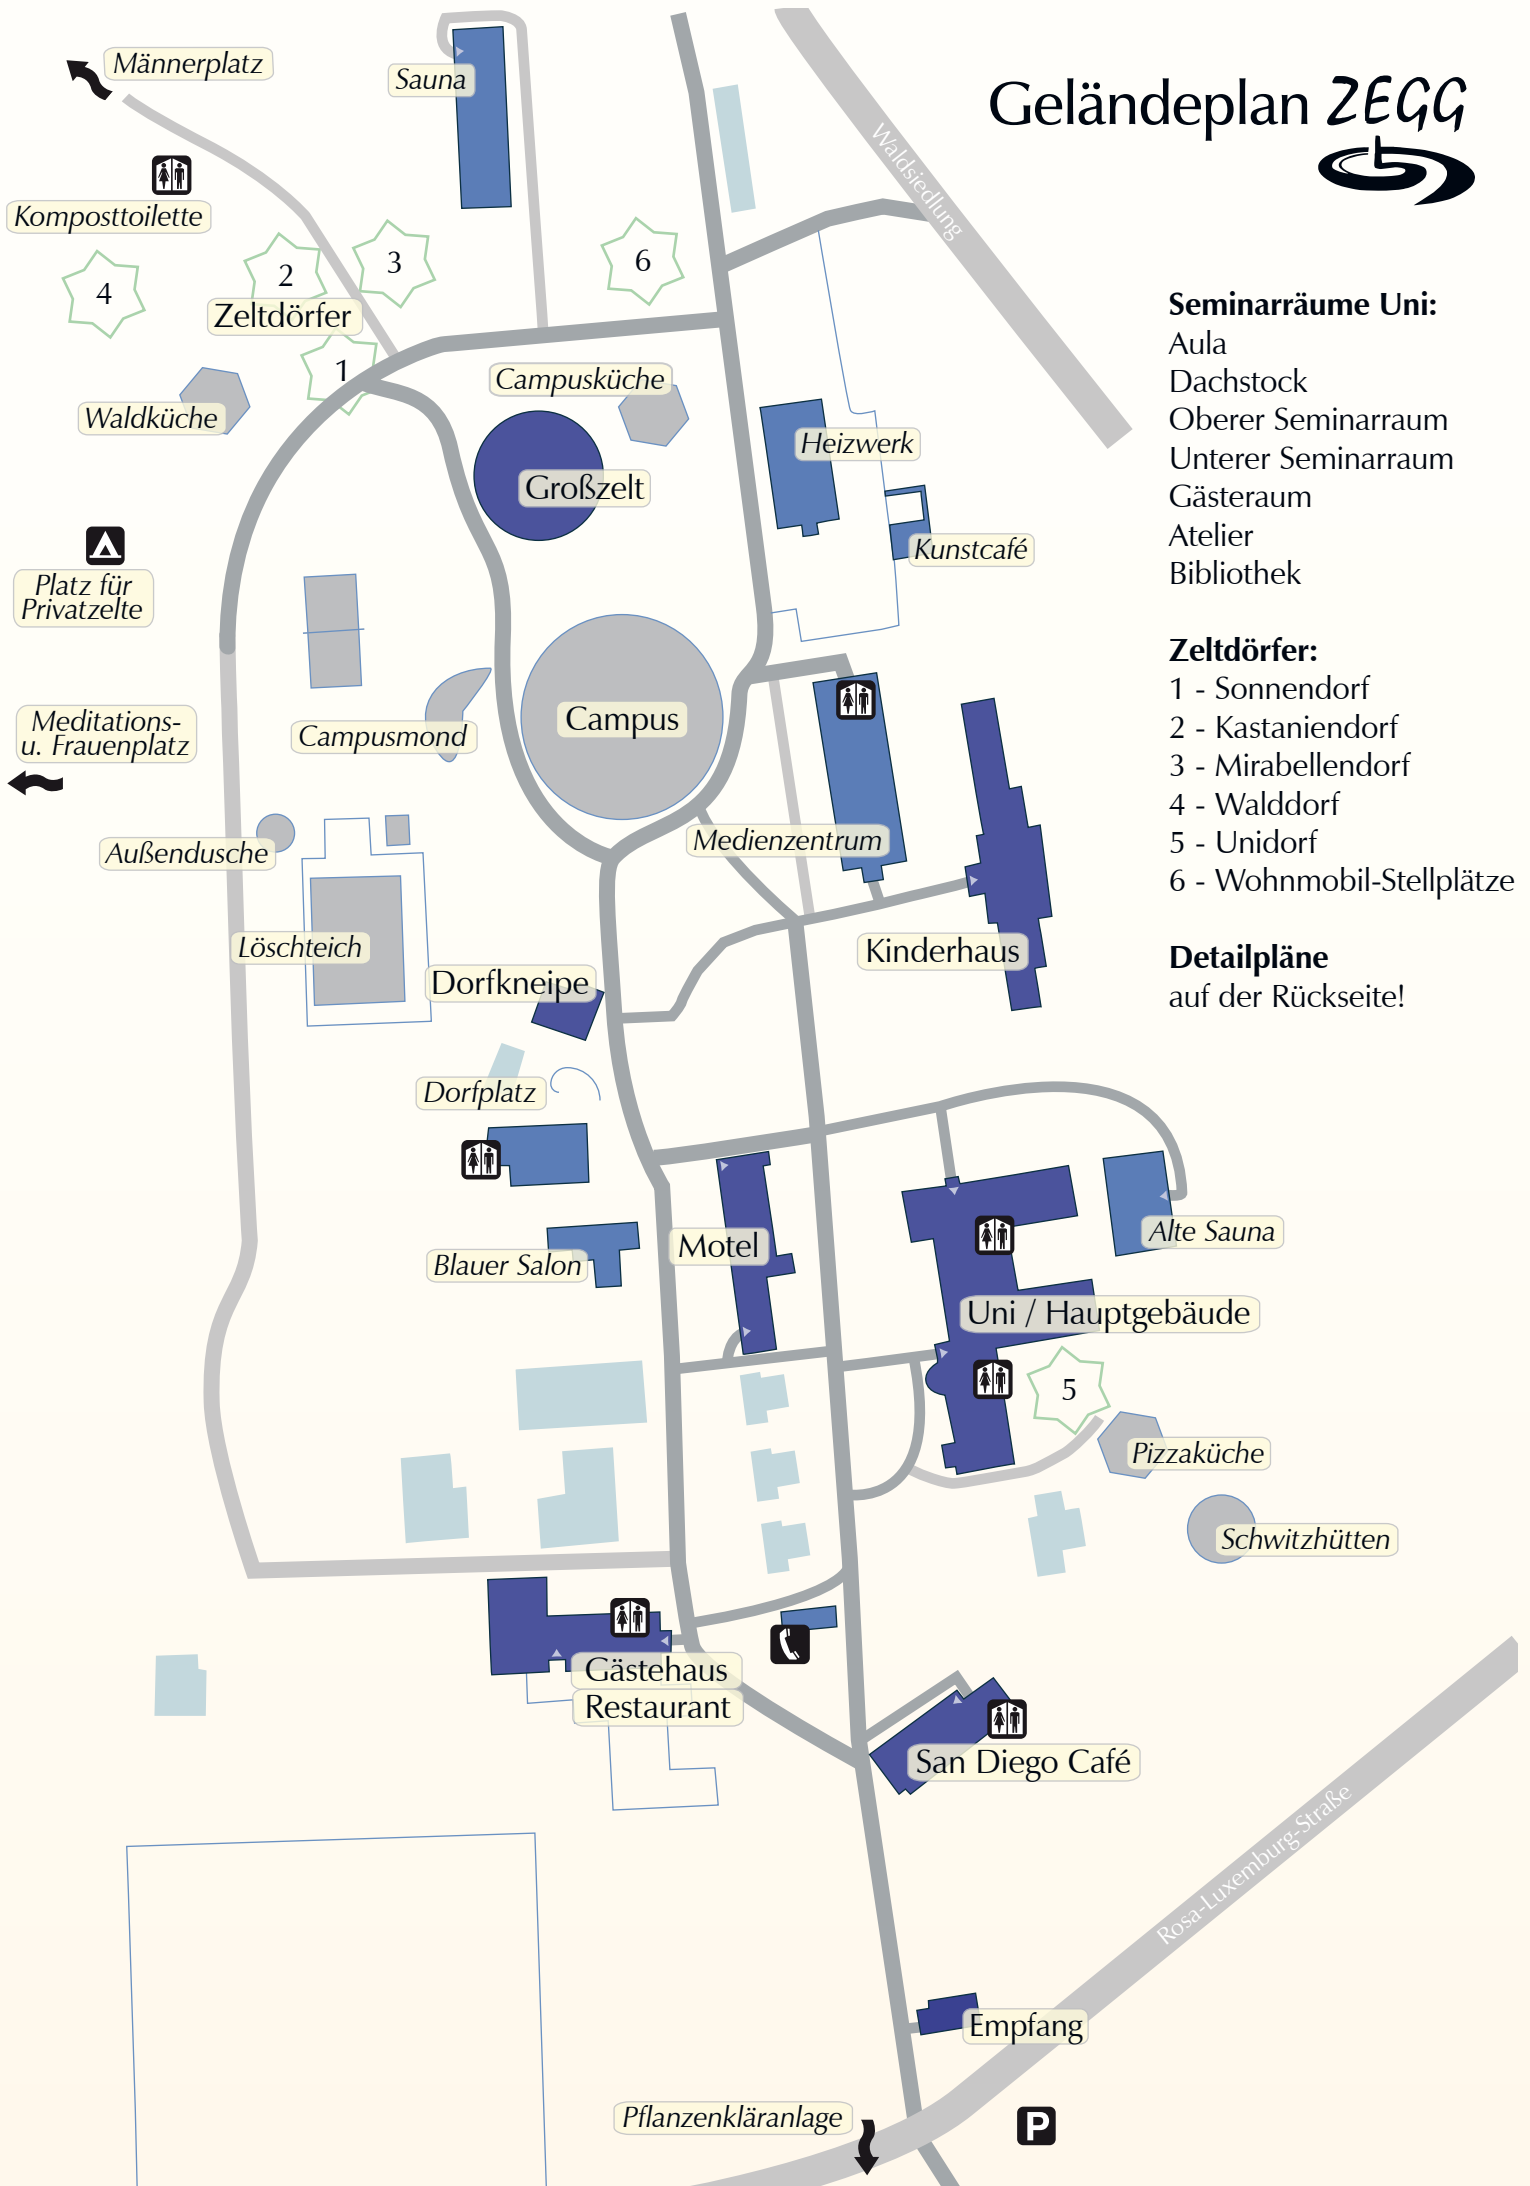 Geländeplan ZEGG
Männerplatz
Sauna
Waldsiedlung
Komposttoilette
4
2
3
6
Zeltdörfer
1
Waldküche
Campusküche
Großzelt
Heizwerk
Kunstcafé
Platz für
Privatzelte
Meditations-
u. Frauenplatz
Campusmond
Campus
Außendusche
Medienzentrum
Löschteich
Dorfkneipe
Kinderhaus
Dorfplatz
Blauer Salon
Motel
Alte Sauna
Uni / Hauptgebäude
5
Pizzaküche
Schwitzhütten
Gästehaus
Restaurant
San Diego Café
Rosa-Luxemburg-Straße
Empfang
Pflanzenkläranlage
P
Seminarräume Uni:
Aula
Dachstock
Oberer Seminarraum
Unterer Seminarraum
Gästeraum
Atelier
Bibliothek
Zeltdörfer:
1 - Sonnendorf
2 - Kastaniendorf
3 - Mirabellendorf
4 - Walddorf
5 - Unidorf
6 - Wohnmobil-Stellplätze
Detailpläne
auf der Rückseite!